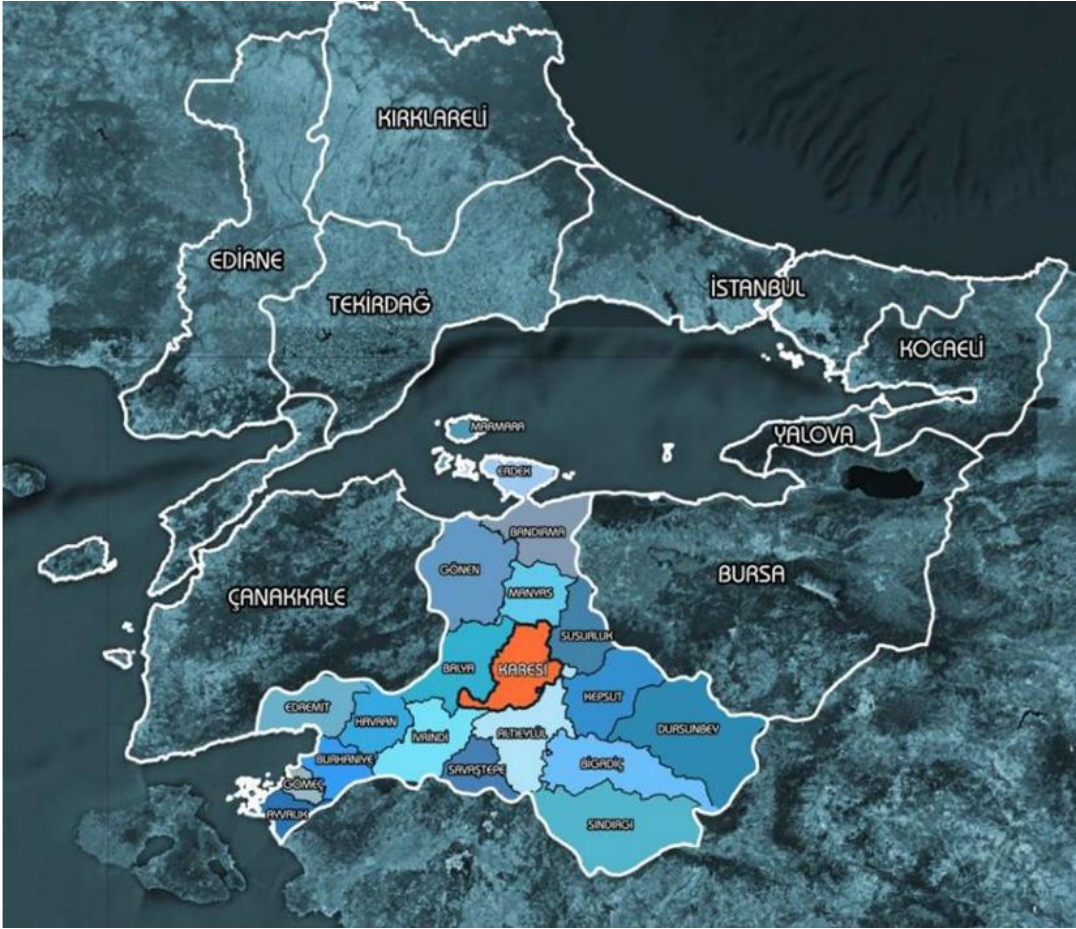 KIRKLARELİ
EDİRNE
TEKİRDAĞ
İSTANBUL
KOCAELİ
MARMARA
YALOVA
ERDEK
BANDIRMA
GÖNEN
BURSA
ÇANAKKALE
MANYAS
SUSURLUK
BALYA
KARESİ
KEPSUT
EDREMİT
HAVRAN
İVRİNDİ
ALTIEYLÜL
DURSUNBEY
BURHANİYE
SAVAŞTEPE
BİGADİÇ
GÖMEÇ
AYVALIK
SINDIRGI